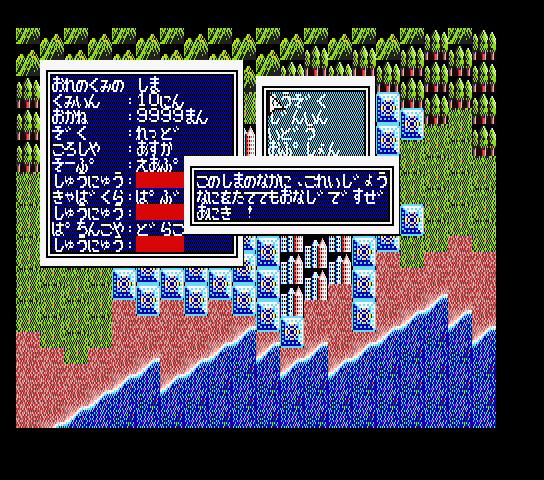 おれのくみの しま
くみいん :10にん
おかね :9999まん
ぞく :れっど
ころしや :あすか
そーぷ :えあぷ
しゅうにゅう:
きゃばくら:ぱぶ
しゅうにゅう:
ぱちんこや:どらご
しゅうにゅう:
こうぞく
じんいん
いどう
おぷしょん
このしまのなかに、これいじょう
なにをたててもおなじですぜ
あにき !